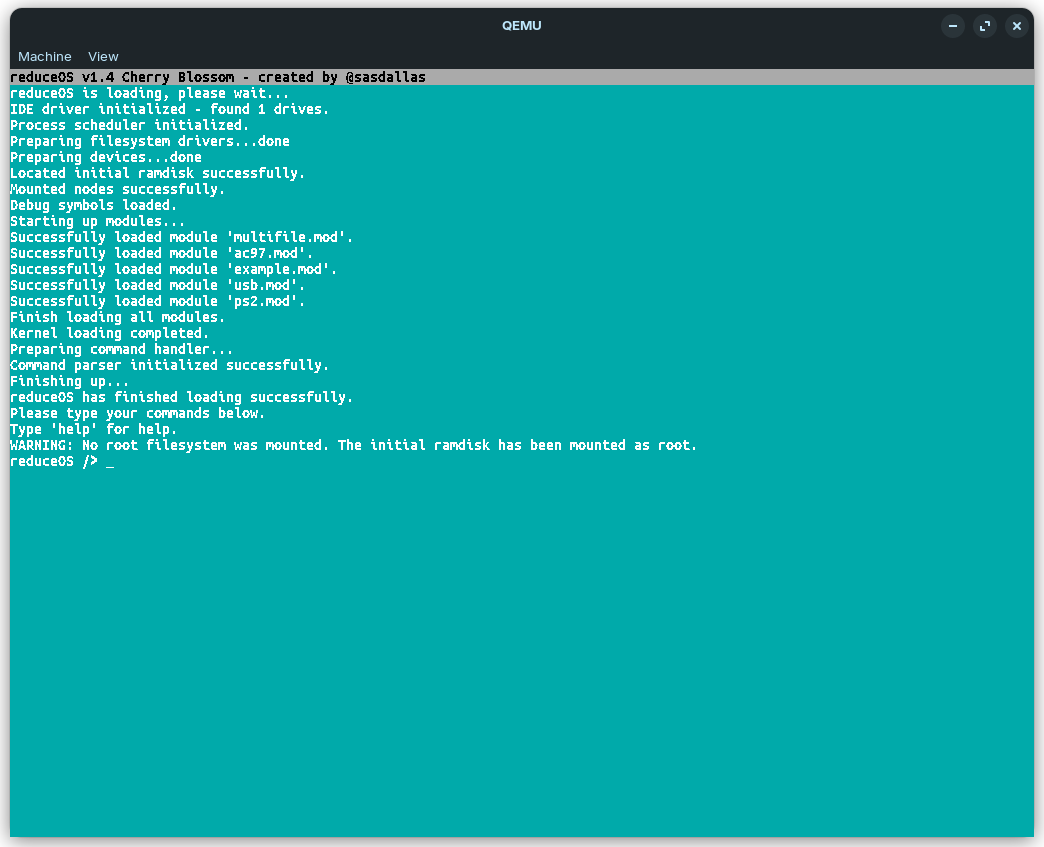 QEMU
Machine View
reduceOS v1.4 Cherry Blossom - created by @sasdallas
reduceOS is loading, please wait...
IDE driver initialized - found 1 drives.
Process scheduler initialized.
Preparing filesystem drivers...done
Preparing devices...done
Located initial ramdisk successfully.
Mounted nodes successfully.
Debug symbols loaded.
Starting up modules...
Successfully loaded module 'multifile.mod'.
Successfully loaded module 'ac97.mod'.
Successfully loaded module 'example.mod'.
Successfully loaded module 'usb.mod'.
Successfully loaded module 'ps2.mod'.
Finish loading all modules.
Kernel loading completed.
Preparing command handler...
Command parser initialized successfully.
Finishing up...
reduceOS has finished loading successfully.
Please type your commands below.
Type 'help' for help.
WARNING: No root filesystem was mounted. The initial ramdisk has been mounted as root.
reduceOS /> _